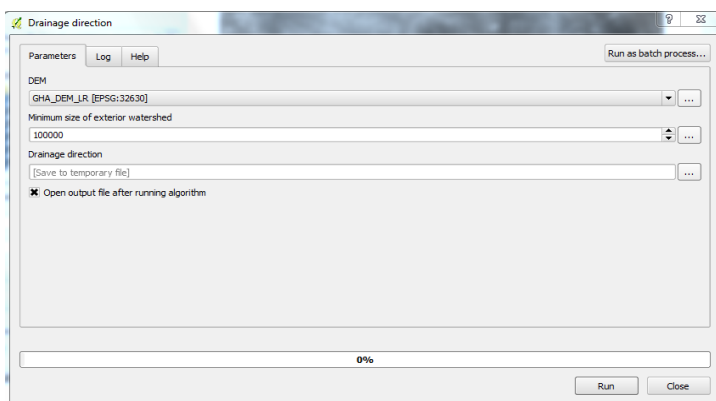 Drainage direction
Parameters
Log
Help
Run as batch process...
DEM
GHA_DEM_LR [EPSG:32630]
...
Minimum size of exterior watershed
100000
...
Drainage direction
[Save to temporary file]
...
Open output file after running algorithm
0%
Run
Close